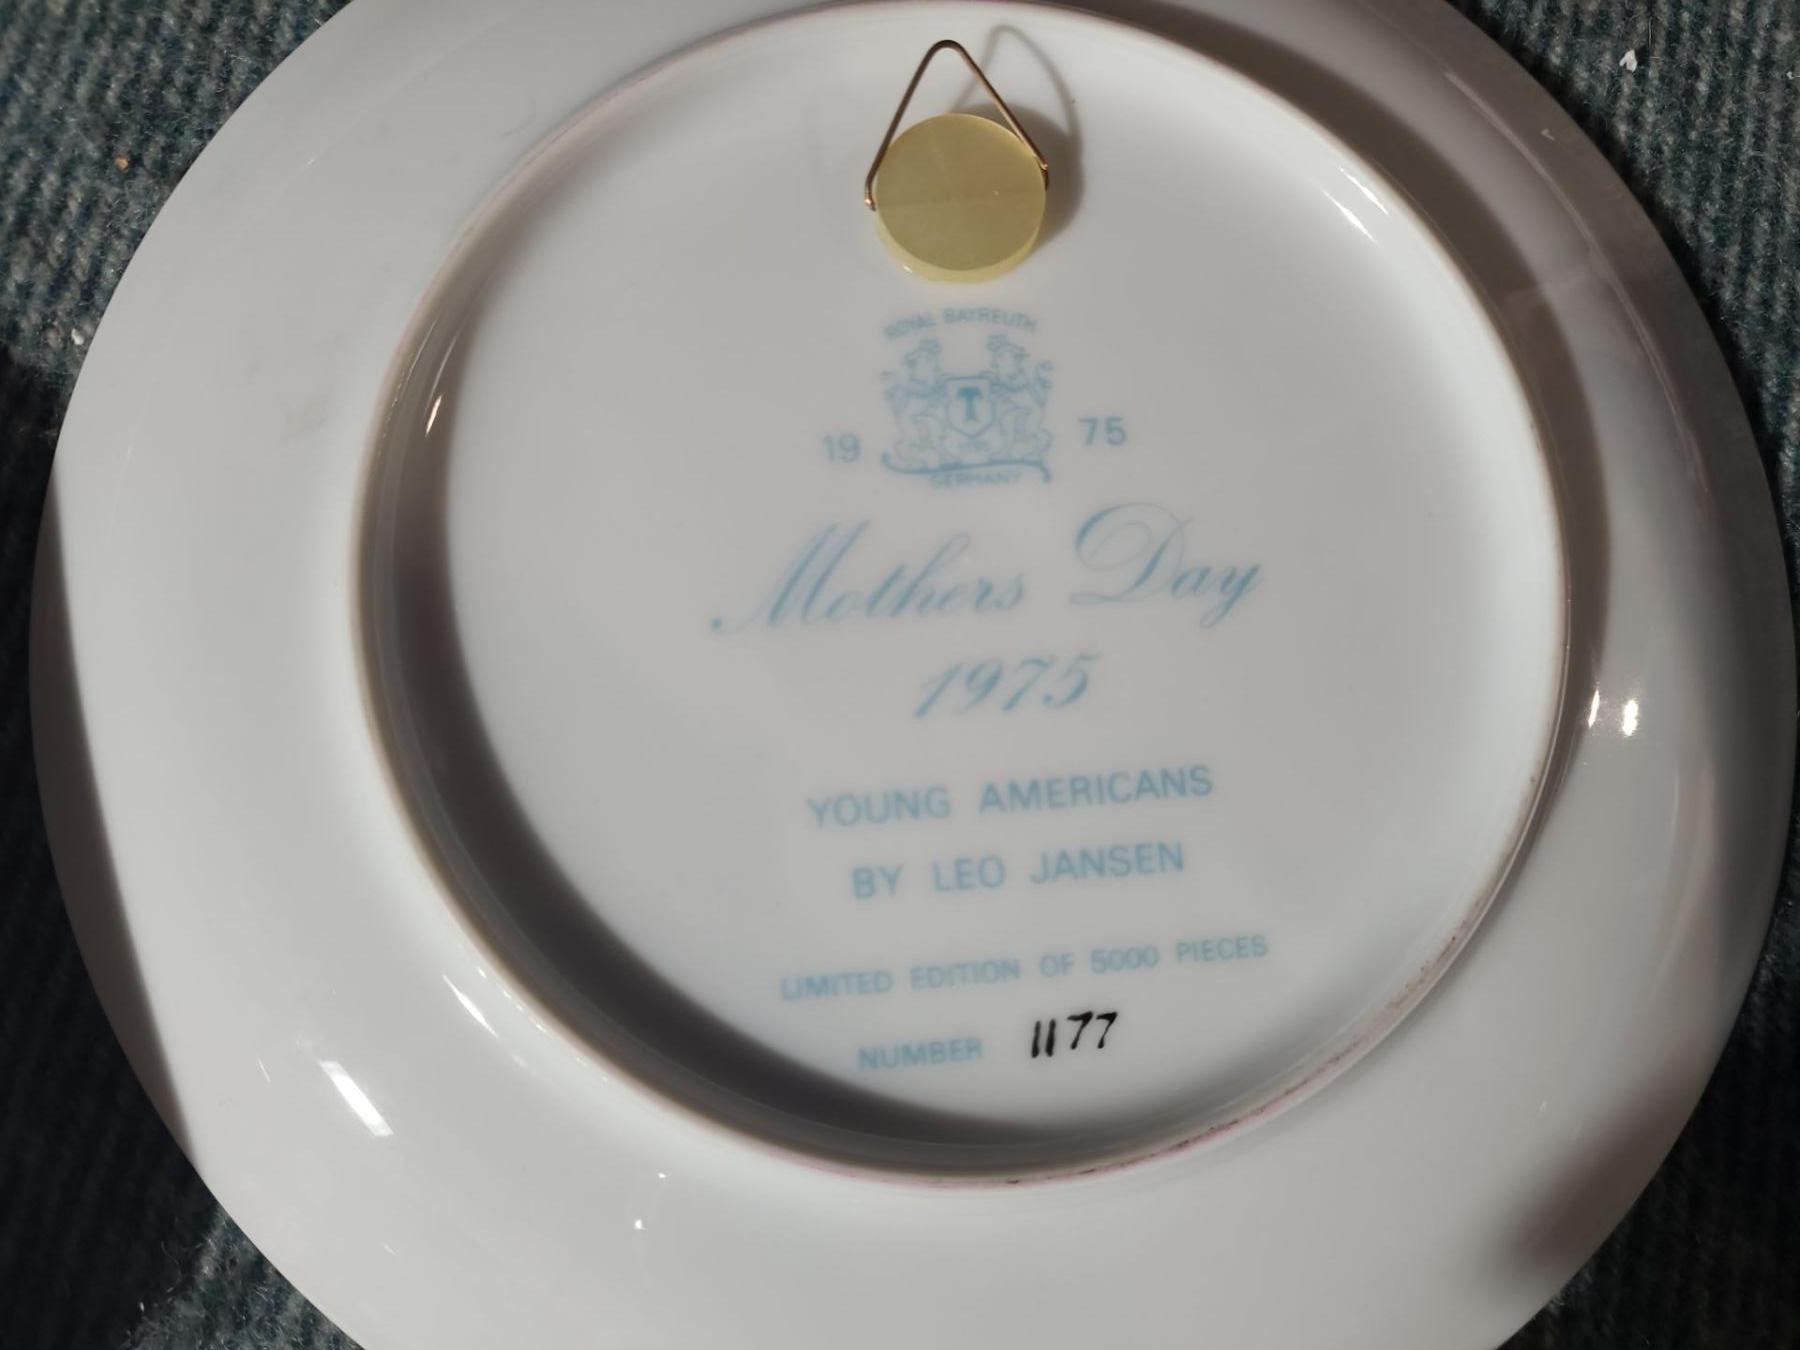 ROYAL BAYREUTH
T
19 75
GERMANY
Mothers Day
1975
YOUNG AMERICANS
BY LEO JANSEN
LIMITED EDITION OF 5000 PIECES
NUMBER 1177